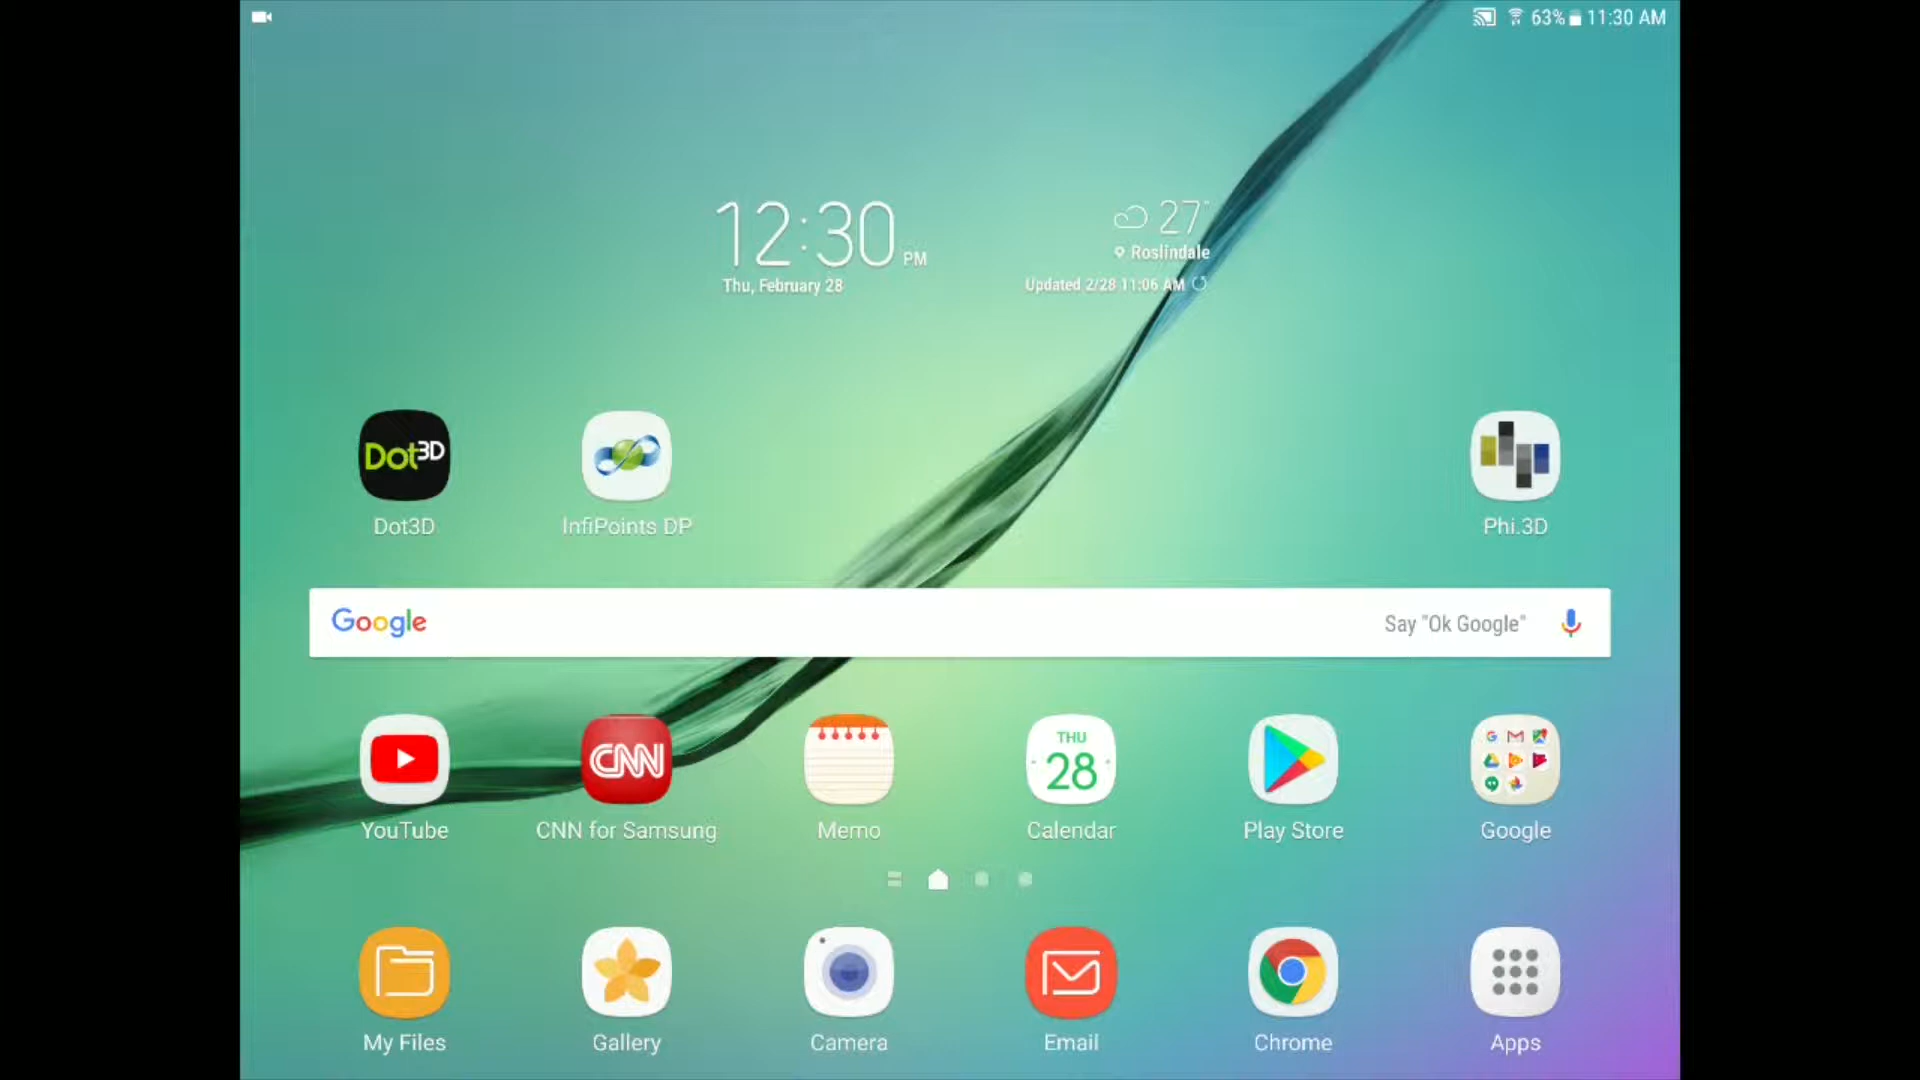 63% 11:30 AM
12:30 PM
Thu, February 28
27°
Roslindale
Updated 2/28 11:06 AM
Dot3D
Dot3D
InfiPoints DP
Phi.3D
Google
Say "Ok Google"
CNN
THU
28
YouTube
CNN for Samsung
Memo
Calendar
Play Store
Google
My Files
Gallery
Camera
Email
Chrome
Apps